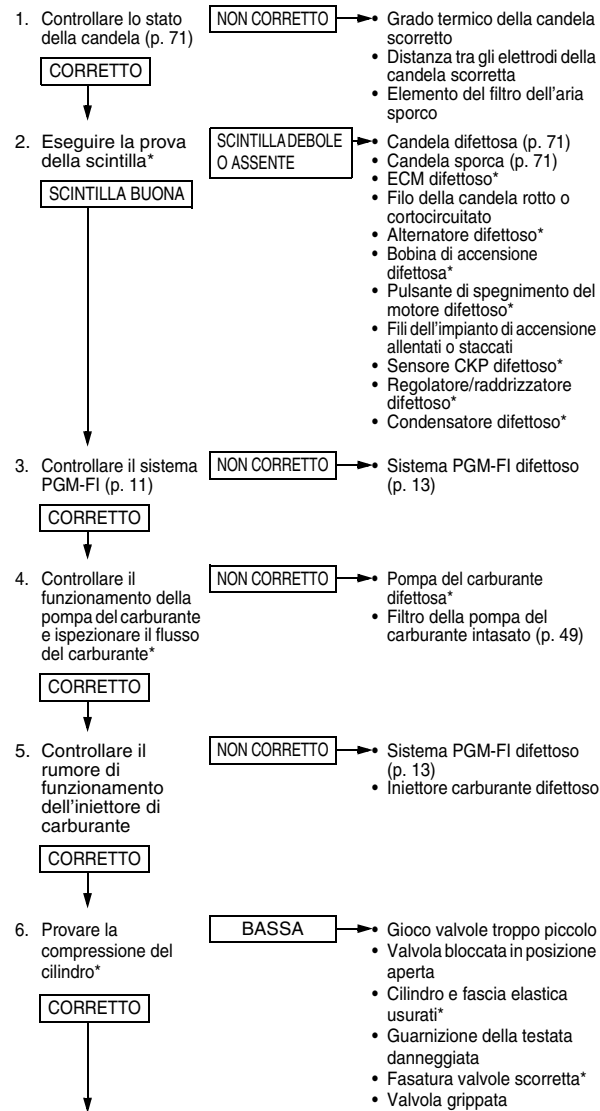 1. Controllare lo stato
della candela (p. 71)
NON CORRETTO
• Grado termico della candela
scorretto
• Distanza tra gli elettrodi della
candela scorretta
• Elemento del filtro dell'aria
sporco
CORRETTO
2. Eseguire la prova
della scintilla*
SCINTILLA DEBOLE
O ASSENTE
• Candela difettosa (p. 71)
• Candela sporca (p. 71)
• ECM difettoso*
• Filo della candela rotto o
cortocircuitato
• Alternatore difettoso*
• Bobina di accensione
difettosa*
• Pulsante di spegnimento del
motore difettoso*
• Fili dell'impianto di accensione
allentati o staccati
• Sensore CKP difettoso*
• Regolatore/raddrizzatore
difettoso*
• Condensatore difettoso*
SCINTILLA BUONA
3. Controllare il sistema
PGM-FI (p. 11)
NON CORRETTO
• Sistema PGM-FI difettoso
(p. 13)
CORRETTO
4. Controllare il
funzionamento della
pompa del carburante
e ispezionare il flusso
del carburante*
NON CORRETTO
• Pompa del carburante
difettosa*
• Filtro della pompa del
carburante intasato (p. 49)
CORRETTO
5. Controllare il
rumore di
funzionamento
dell'iniettore di
carburante
NON CORRETTO
• Sistema PGM-FI difettoso
(p. 13)
• Iniettore carburante difettoso
CORRETTO
6. Provare la
compressione del
cilindro*
BASSA
• Gioco valvole troppo piccolo
• Valvola bloccata in posizione
aperta
• Cilindro e fascia elastica
usurati*
• Guarnizione della testata
danneggiata
• Fasatura valvole scorretta*
• Valvola grippata
CORRETTO